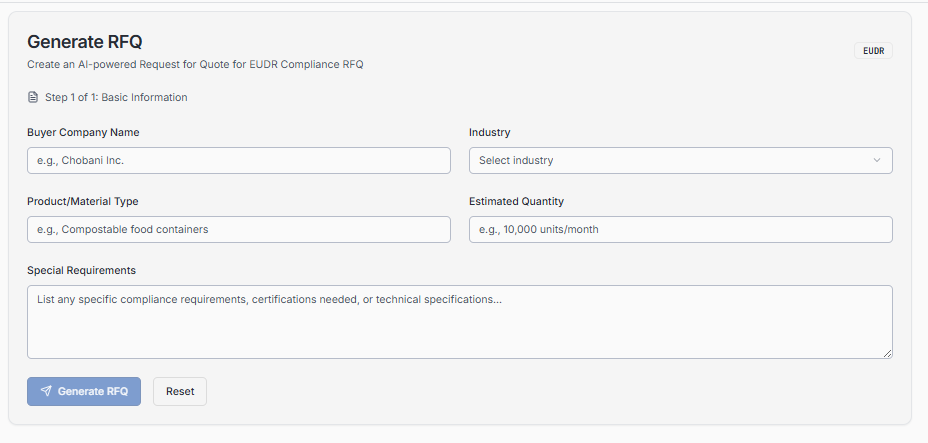 Generate RFQ
EUDR
Create an AI-powered Request for Quote for EUDR Compliance RFQ
Step 1 of 1: Basic Information
Buyer Company Name
Industry
e.g., Chobani Inc.
Select industry
Product/Material Type
Estimated Quantity
e.g., Compostable food containers
e.g., 10,000 units/month
Special Requirements
List any specific compliance requirements, certifications needed, or technical specifications...
Generate RFQ
Reset